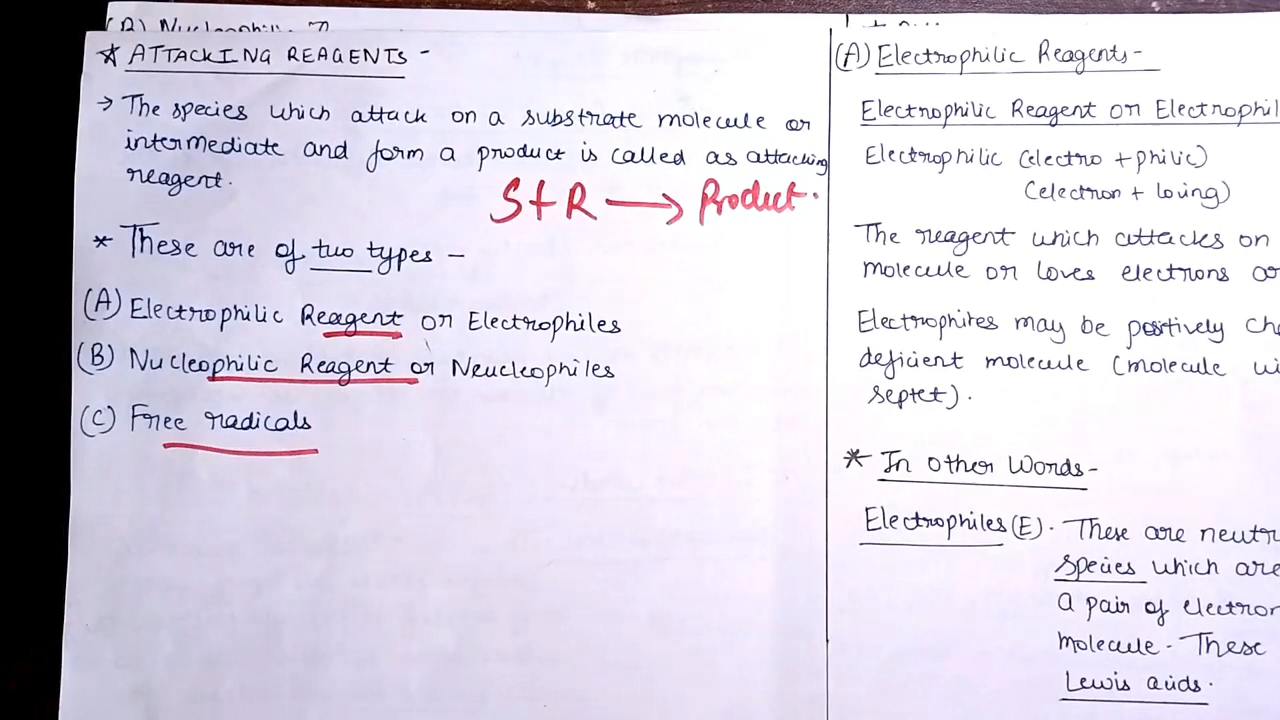 (B) Nucleophili
* ATTACKING REAGENTS -
→ The species which attack on a substrate molecule or
intermediate and form a product is called as attacking
reagent.
S + R → Product.
* These are of two types -
(A) Electrophilic Reagent or Electrophiles
(B) Nucleophilic Reagent or Neucleophiles
(C) Free radicals
(A) Electrophilic Reagents-
Electrophilic Reagent or Electrophil
Electrophilic (electro + philic)
(electron + loving)
The reagent which attacks on
molecule or loves electrons
Electrophites may be positively
deficient molecule (molecule
septet).
* In Other Words-
Electrophiles (E). These are neutr
species which are
a pair of electron
molecule. These
Lewis acids.